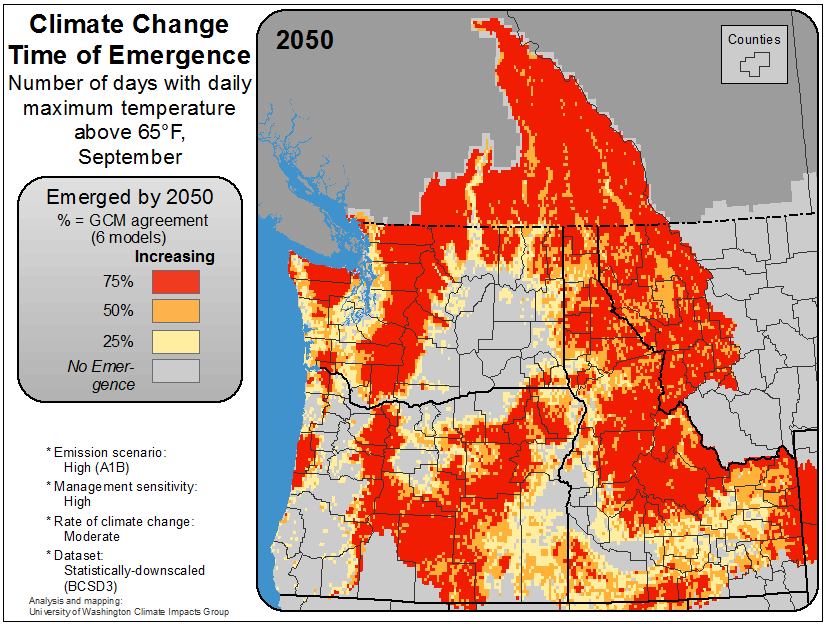 Climate Change
Time of Emergence
Number of days with daily
maximum temperature
above 65°F,
September
Emerged by 2050
% = GCM agreement
(6 models)
Increasing
75%
50%
25%
No Emer-
gence
* Emission scenario:
High (A1B)
* Management sensitivity:
High
* Rate of climate change:
Moderate
* Dataset:
Statistically-downscaled
(BCSD3)
Analysis and mapping:
University of Washington Climate Impacts Group
2050
Counties